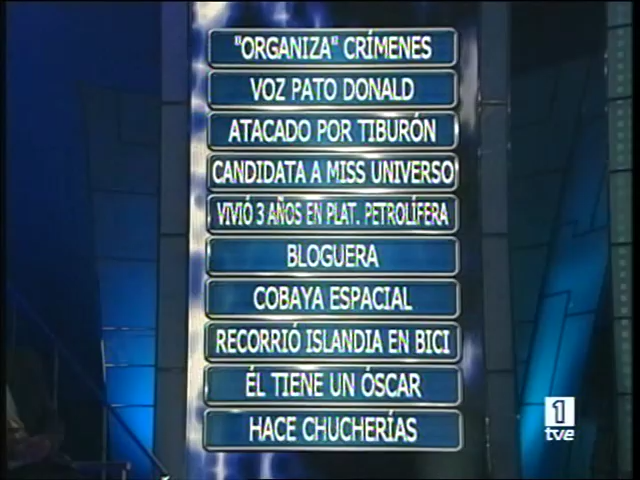 "ORGANIZA" CRÍMENES
VOZ PATO DONALD
ATACADO POR TIBURÓN
CANDIDATA A MISS UNIVERSO
VIVIÓ 3 AÑOS EN PLAT. PETROLÍFERA
BLOGUERA
COBAYA ESPACIAL
RECORRIÓ ISLANDIA EN BICI
ÉL TIENE UN ÓSCAR
HACE CHUCHERÍAS
1
tve